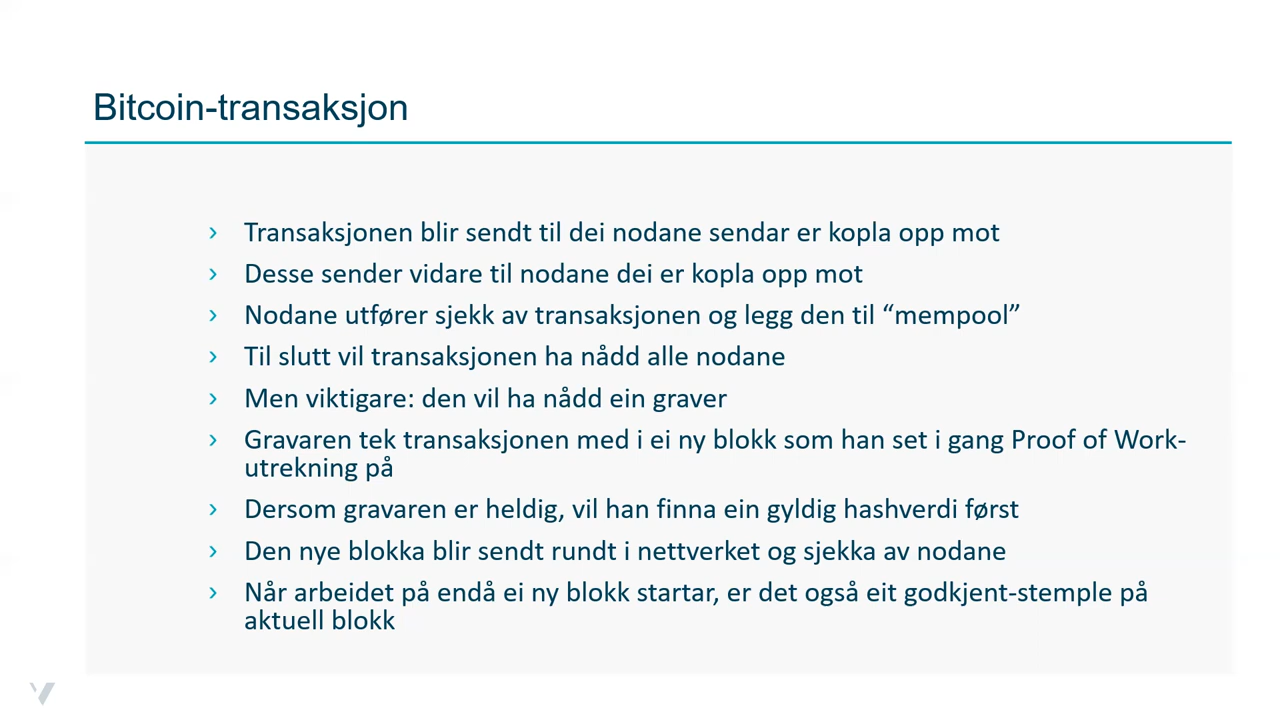 Bitcoin-transaksjon
› Transaksjonen blir sendt til dei nodane sendar er kopla opp mot
› Desse sender vidare til nodane dei er kopla opp mot
› Nodane utfører sjekk av transaksjonen og legg den til “mempool”
› Til slutt vil transaksjonen ha nådd alle nodane
› Men viktigare: den vil ha nådd ein graver
› Gravaren tek transaksjonen med i ei ny blokk som han set i gang Proof of Work-
utrekning på
› Dersom gravaren er heldig, vil han finna ein gyldig hashverdi først
› Den nye blokka blir sendt rundt i nettverket og sjekka av nodane
› Når arbeidet på endå ei ny blokk startar, er det også eit godkjent-stemple på
aktuell blokk